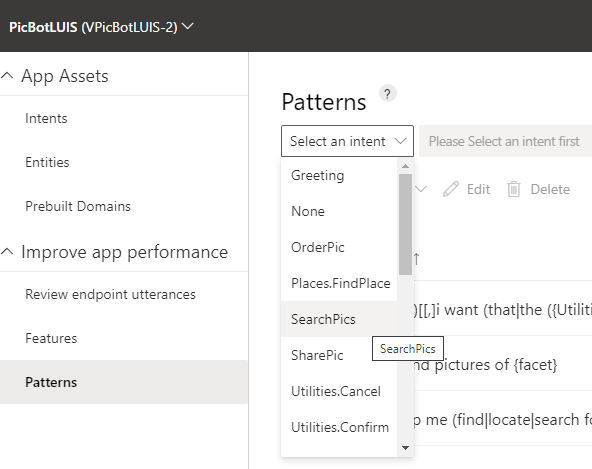 PicBotLUIS (VPicBotLUIS-2)
App Assets
Intents
Entities
Prebuilt Domains
Improve app performance
Review endpoint utterances
Features
Patterns
Patterns ?
Select an intent
Please Select an intent first
Greeting
None
OrderPic
Places.FindPlace
SearchPics
SharePic
Utilities.Cancel
Utilities.Confirm
SearchPics
Edit
Delete
)[[,]i want (that|the ({Utiliti
pictures of {facet}
me (find|locate|search fo